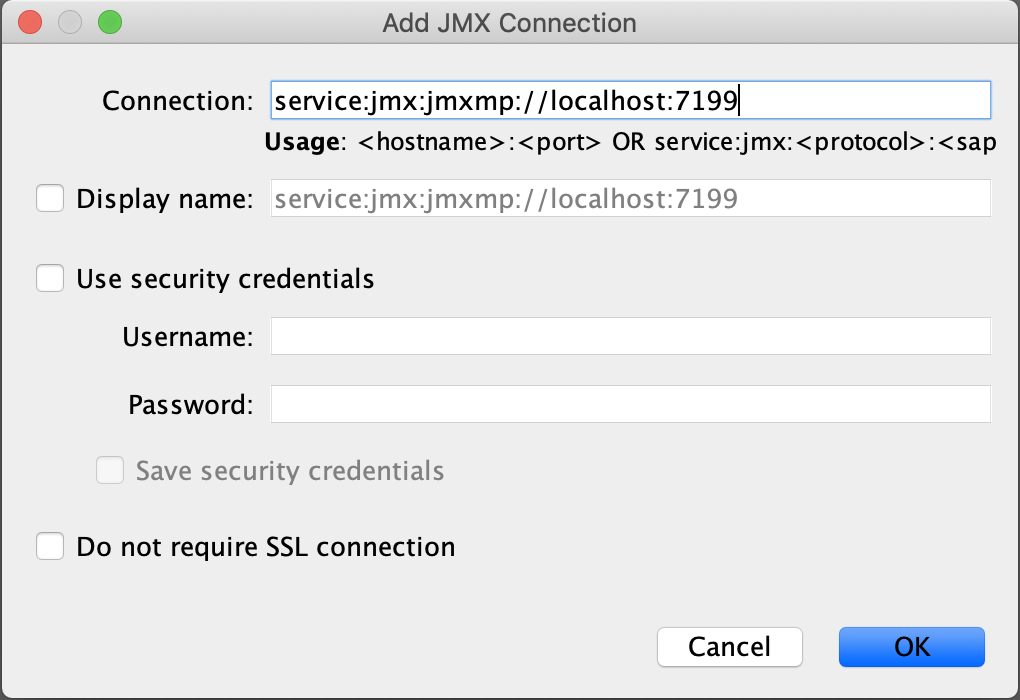 Add JMX Connection
Connection: service:jmx:jmxmp://localhost:7199
Usage: <hostname>:<port> OR service:jmx:<protocol>:<sap
Display name: service:jmx:jmxmp://localhost:7199
Use security credentials
Username:
Password:
Save security credentials
Do not require SSL connection
Cancel OK